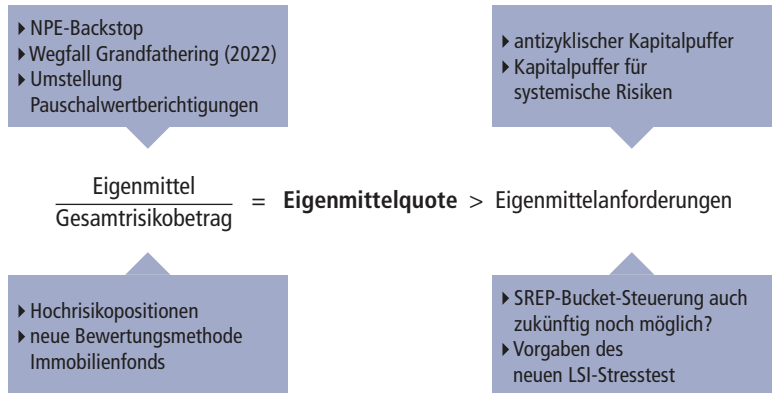 ▶ NPE-Backstop
▶ Wegfall Grandfathering (2022)
▶ Umstellung
Pauschalwertberichtigungen
▶ antizyklischer Kapitalpuffer
▶ Kapitalpuffer für
systemische Risiken
Eigenmittel
Gesamtrisikobetrag
= Eigenmittelquote > Eigenmittelanforderungen
▶ Hochrisikopositionen
▶ neue Bewertungsmethode
Immobilienfonds
▶ SREP-Bucket-Steuerung auch
zukünftig noch möglich?
▶ Vorgaben des
neuen LSI-Stresstest